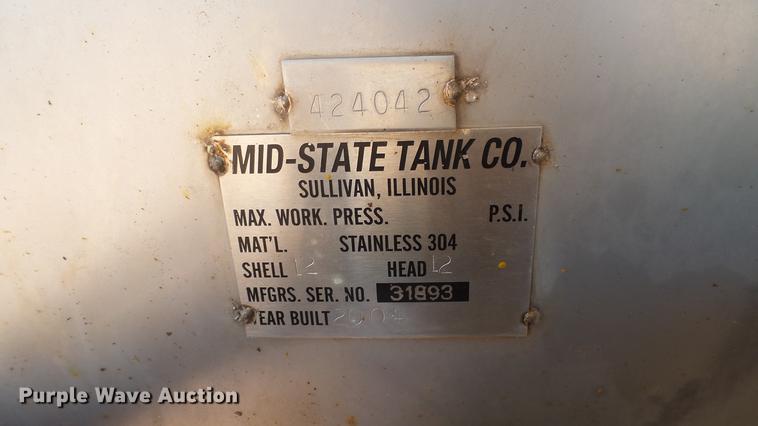 424042
MID-STATE TANK CO.
SULLIVAN, ILLINOIS
MAX. WORK. PRESS. P.S.I.
MAT'L. STAINLESS 304
SHELL 12 HEAD 12
MFGRS. SER. NO. 31893
YEAR BUILT 2004
Purple Wave Auction